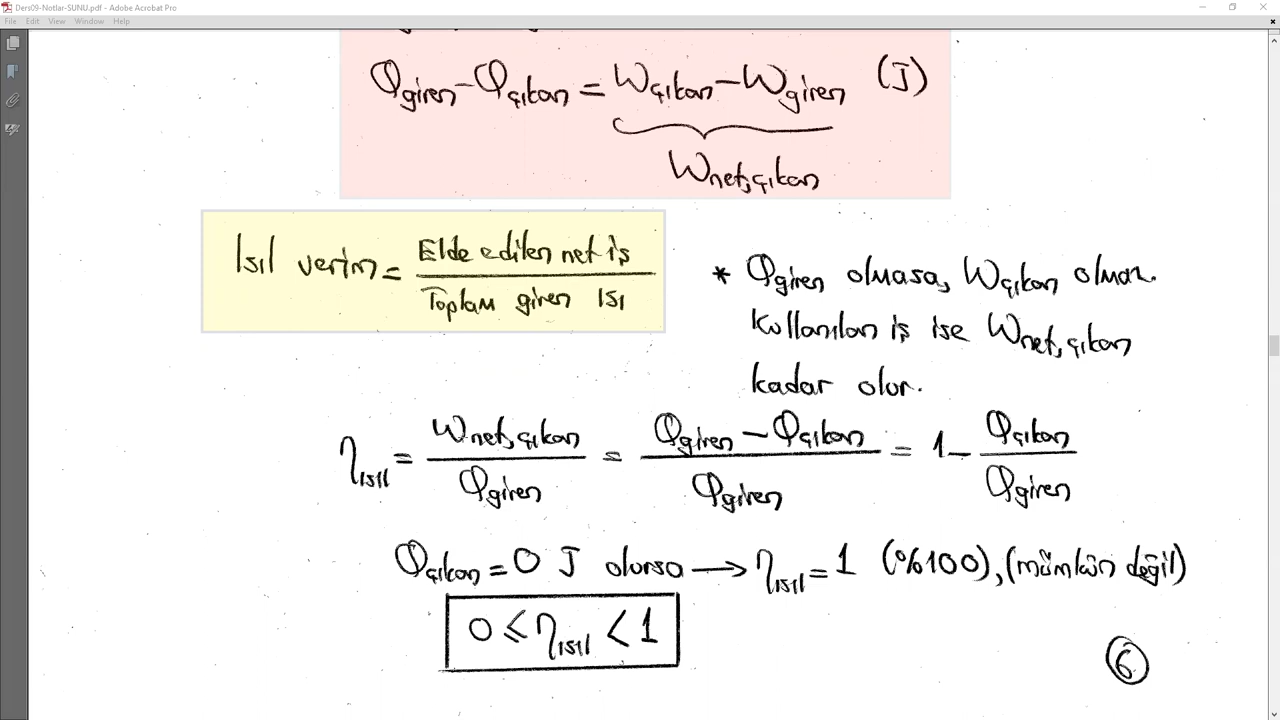 Ders09-Notlar-SUNU.pdf - Adobe Acrobat Pro
File Edit View Window Help
Qgiren - Qçıkan = Wçıkan - Wgiren (J)
Wnet,çıkan
Isıl verim = Elde edilen net iş / Toplam giren ısı
* Qgiren olmasa, Wçıkan olmaz.
Kullanılan iş ise Wnet,çıkan
kadar olur.
ηısıl = Wnet,çıkan / Qgiren = Qgiren - Qçıkan / Qgiren = 1 - Qçıkan / Qgiren
Qçıkan = 0 J olursa → ηısıl = 1 (%100), (mümkün değil)
0 ≤ ηısıl < 1
6